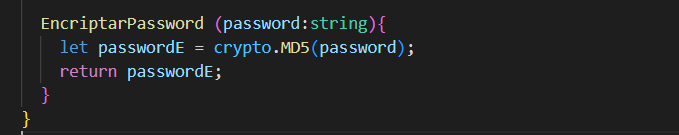 EncriptarPassword (password:string){
let passwordE = crypto.MD5(password);
return passwordE;
}
}